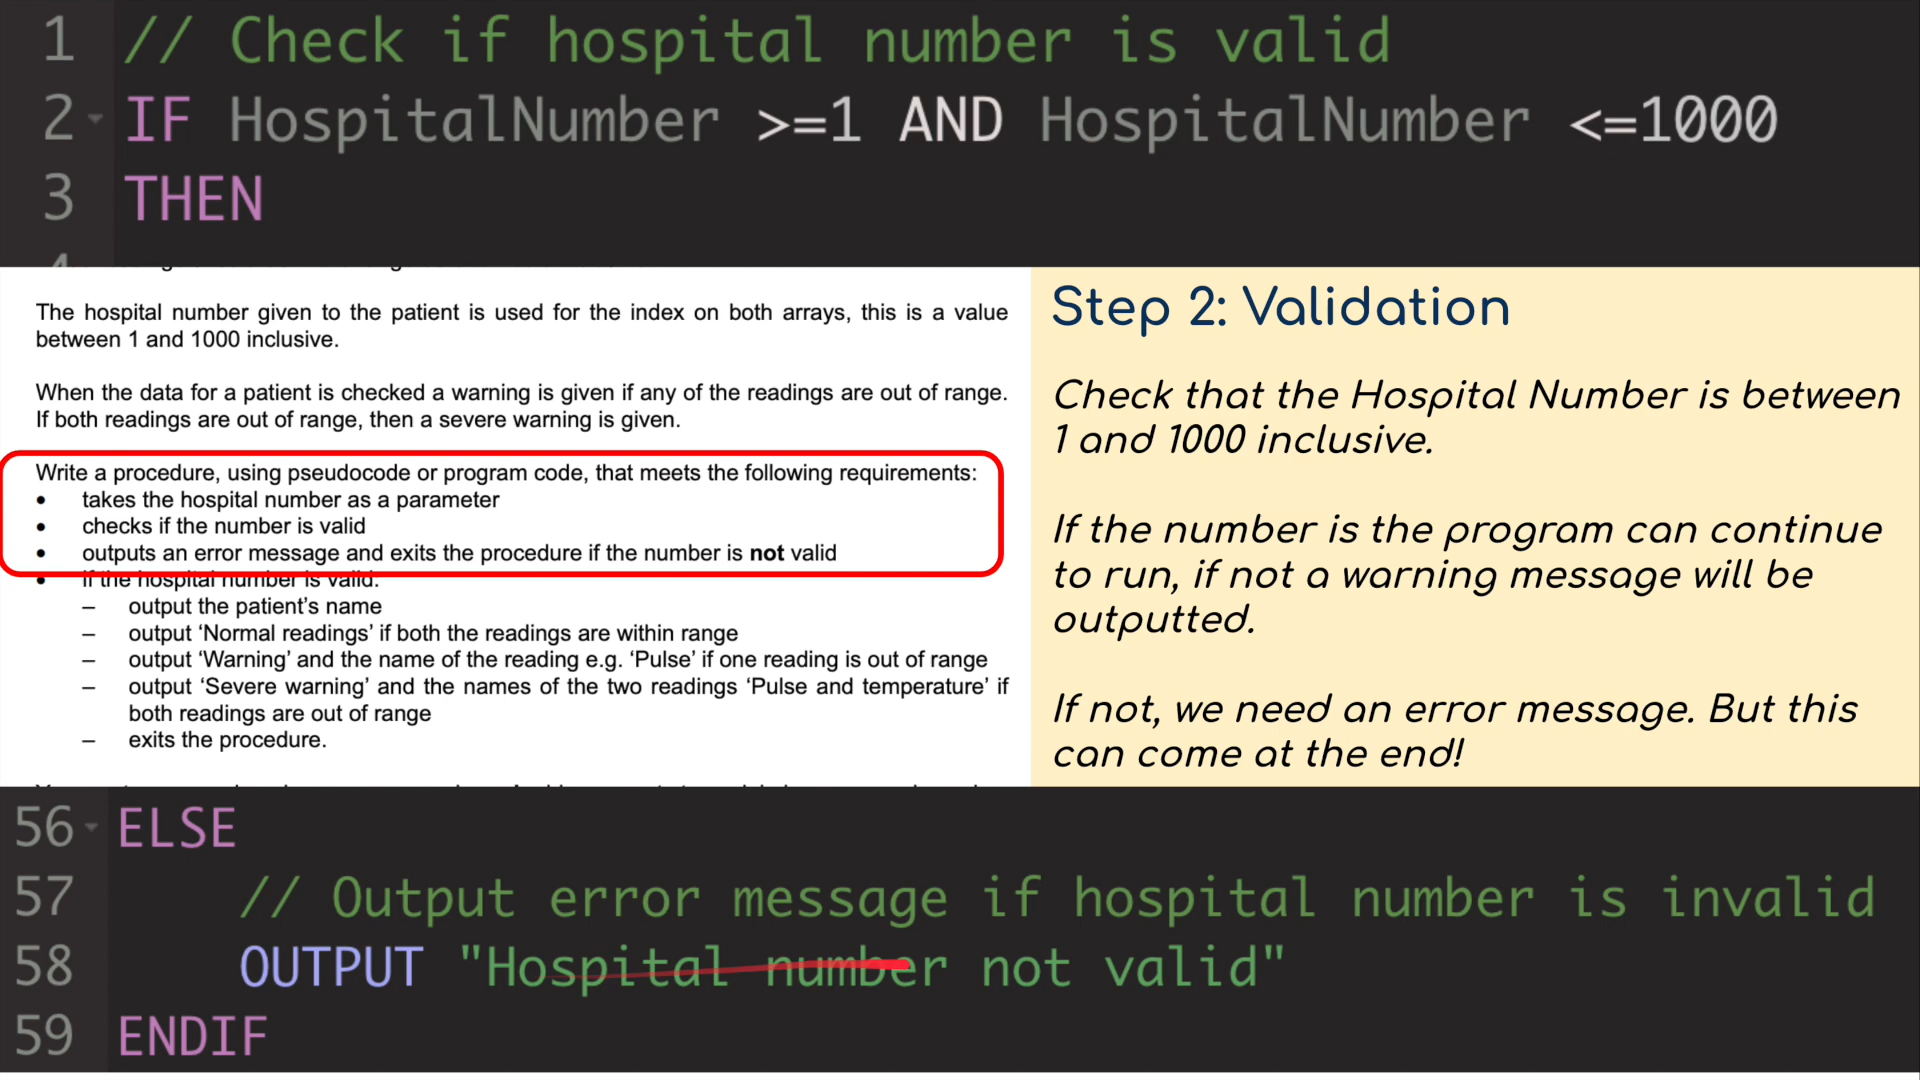 1 // Check if hospital number is valid
2 IF HospitalNumber >=1 AND HospitalNumber <=1000
3 THEN
The hospital number given to the patient is used for the index on both arrays, this is a value
between 1 and 1000 inclusive.
When the data for a patient is checked a warning is given if any of the readings are out of range.
If both readings are out of range, then a severe warning is given.
Write a procedure, using pseudocode or program code, that meets the following requirements:
• takes the hospital number as a parameter
• checks if the number is valid
• outputs an error message and exits the procedure if the number is not valid
• if the hospital number is valid:
– output the patient’s name
– output ‘Normal readings’ if both the readings are within range
– output ‘Warning’ and the name of the reading e.g. ‘Pulse’ if one reading is out of range
– output ‘Severe warning’ and the names of the two readings ‘Pulse and temperature’ if
both readings are out of range
– exits the procedure.
Step 2: Validation
Check that the Hospital Number is between
1 and 1000 inclusive.
If the number is the program can continue
to run, if not a warning message will be
outputted.
If not, we need an error message. But this
can come at the end!
56 ELSE
57 // Output error message if hospital number is invalid
58 OUTPUT "Hospital number not valid"
59 ENDIF